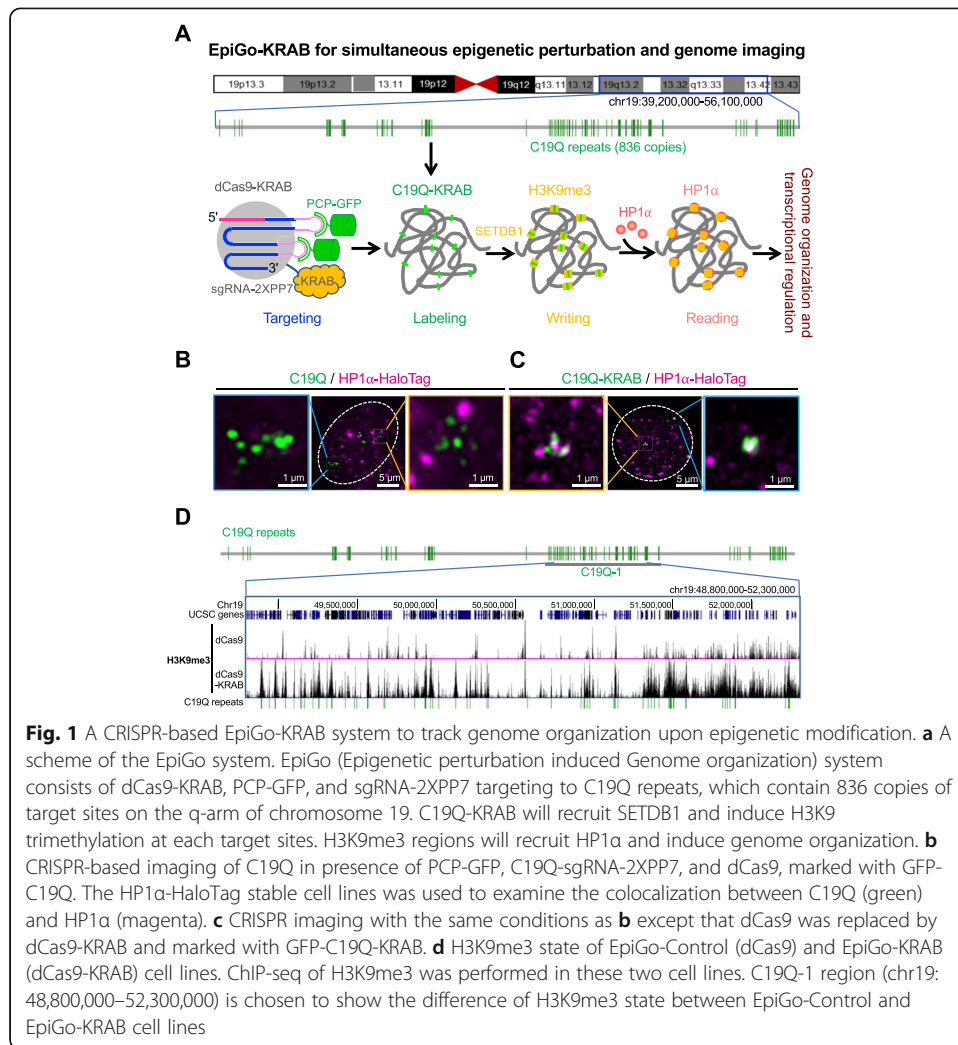 A
EpiGo-KRAB for simultaneous epigenetic perturbation and genome imaging
19p13.3 19p13.2 13.11 19p12 19q12 q13.11 13.12 19q13.2 13.32 q13.33 13.42 13.43
chr19:39,200,000-56,100,000
C19Q repeats (836 copies)
dCas9-KRAB
PCP-GFP
5'
3'
sgRNA-2XPP7
KRAB
Targeting
C19Q-KRAB
Labeling
SETDB1
H3K9me3
Writing
HP1α
HP1α
Reading
Genome organization and
transcriptional regulation
B
C19Q / HP1α-HaloTag
1 μm
5 μm
1 μm
C
C19Q-KRAB / HP1α-HaloTag
1 μm
5 μm
1 μm
D
C19Q repeats
C19Q-1
chr19:48,800,000-52,300,000
Chr19 49,500,000 50,000,000 50,500,000 51,000,000 51,500,000 52,000,000
UCSC genes
H3K9me3
dCas9
dCas9
-KRAB
C19Q repeats
Fig. 1 A CRISPR-based EpiGo-KRAB system to track genome organization upon epigenetic modification. a A
scheme of the EpiGo system. EpiGo (Epigenetic perturbation induced Genome organization) system
consists of dCas9-KRAB, PCP-GFP, and sgRNA-2XPP7 targeting to C19Q repeats, which contain 836 copies of
target sites on the q-arm of chromosome 19. C19Q-KRAB will recruit SETDB1 and induce H3K9
trimethylation at each target sites. H3K9me3 regions will recruit HP1α and induce genome organization. b
CRISPR-based imaging of C19Q in presence of PCP-GFP, C19Q-sgRNA-2XPP7, and dCas9, marked with GFP-
C19Q. The HP1α-HaloTag stable cell lines was used to examine the colocalization between C19Q (green)
and HP1α (magenta). c CRISPR imaging with the same conditions as b except that dCas9 was replaced by
dCas9-KRAB and marked with GFP-C19Q-KRAB. d H3K9me3 state of EpiGo-Control (dCas9) and EpiGo-KRAB
(dCas9-KRAB) cell lines. ChIP-seq of H3K9me3 was performed in these two cell lines. C19Q-1 region (chr19:
48,800,000–52,300,000) is chosen to show the difference of H3K9me3 state between EpiGo-Control and
EpiGo-KRAB cell lines